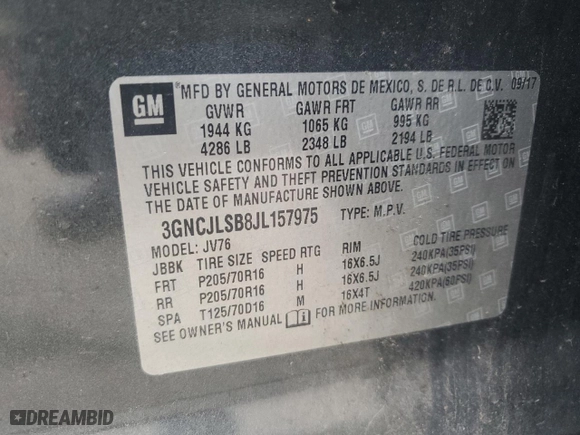 GM
MFD BY GENERAL MOTORS DE MEXICO, S. DE R.L. DE C.V. 09/17
GVWR GAWR FRT GAWR RR
1944 KG 1065 KG 995 KG
4286 LB 2348 LB 2194 LB
THIS VEHICLE CONFORMS TO ALL APPLICABLE U.S. FEDERAL MOTOR
VEHICLE SAFETY AND THEFT PREVENTION STANDARDS IN EFFECT ON
THE DATE OF MANUFACTURE SHOWN ABOVE.
3GNCJLSB8JL157975 TYPE: M.P.V.
MODEL: JV76
JBBK TIRE SIZE SPEED RTG RIM COLD TIRE PRESSURE
FRT P205/70R16 H 16X6.5J 240KPA(35PSI)
RR P205/70R16 H 16X6.5J 240KPA(35PSI)
SPA T125/70D16 M 16X4T 420KPA(60PSI)
SEE OWNER'S MANUAL FOR MORE INFORMATION.
DREAMBID